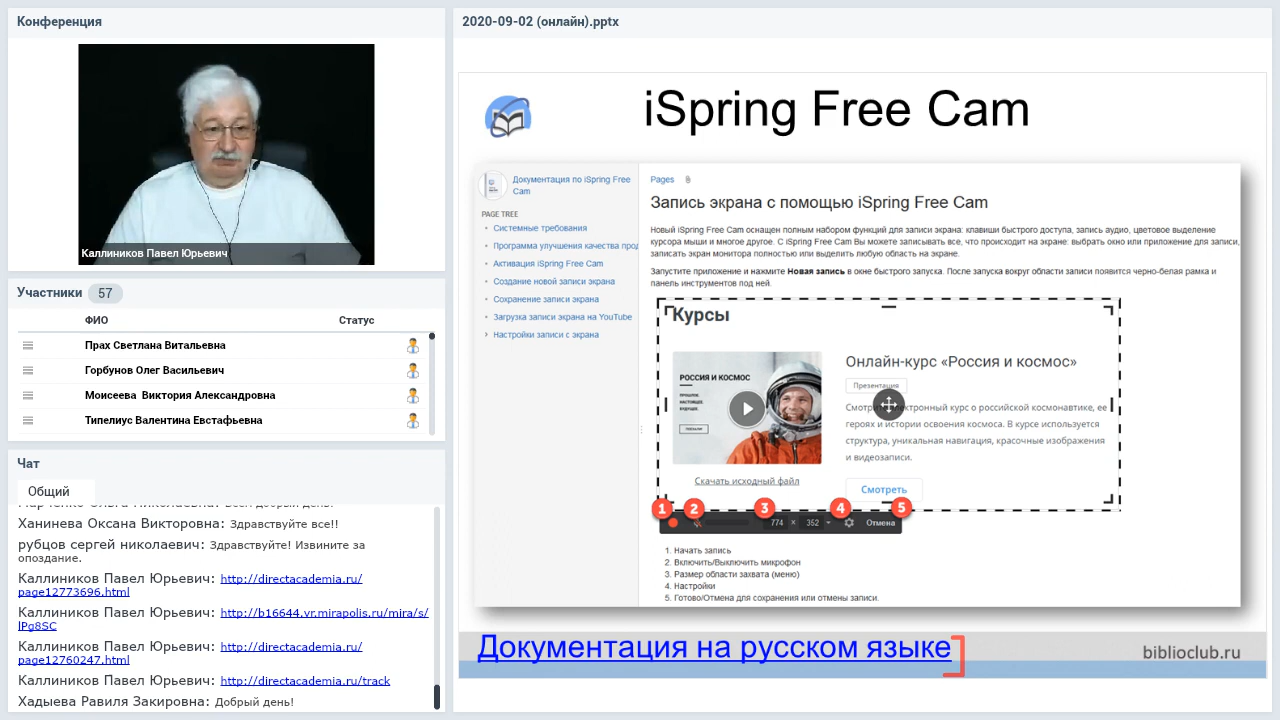 Конференция
Каллиников Павел Юрьевич
Участники 57
ФИО Статус
Прах Светлана Витальевна
Горбунов Олег Васильевич
Моисеева Виктория Александровна
Типелиус Валентина Евстафьевна
Чат
Общий
Ханинева Оксана Викторовна: Здравствуйте все!!
рубцов сергей николаевич: Здравствуйте! Извините за
опоздание.
Каллиников Павел Юрьевич: http://directacademia.ru/
page12773696.html
Каллиников Павел Юрьевич: http://b16644.vr.mirapolis.ru/mira/s/
lPg8SC
Каллиников Павел Юрьевич: http://directacademia.ru/
page12760247.html
Каллиников Павел Юрьевич: http://directacademia.ru/track
Хадыева Равиля Закировна: Добрый день!
2020-09-02 (онлайн).pptx
iSpring Free Cam
Документация по iSpring Free
Cam
PAGE TREE
Системные требования
Программа улучшения качества прод
Активация iSpring Free Cam
Создание новой записи экрана
Сохранение записи экрана
Загрузка записи экрана на YouTube
Настройки записи с экрана
Pages
Запись экрана с помощью iSpring Free Cam
Новый iSpring Free Cam оснащен полным набором функций для записи экрана: клавиши быстрого доступа, запись аудио, цветовое выделение
курсора мыши и многое другое. С iSpring Free Cam Вы можете записывать все, что происходит на экране: выбрать окно или приложение для записи,
записать экран монитора полностью или выделить любую область на экране.
Запустите приложение и нажмите Новая запись в окне быстрого запуска. После запуска вокруг области записи появится черно-белая рамка и
панель инструментов под ней.
Курсы
РОССИЯ И КОСМОС
Скачать исходный файл
Онлайн-курс «Россия и космос»
Презентация
Смотрите электронный курс о российской космонавтике, ее
героях и истории освоения космоса. В курсе используется
структура, уникальная навигация, красочные изображения
и видеозаписи.
Смотреть
1 2 3 4 5
774 × 352 Отмена
1. Начать запись
2. Включить/Выключить микрофон
3. Размер области захвата (меню)
4. Настройки
5. Готово/Отмена для сохранения или отмены записи.
Документация на русском языке
biblioclub.ru